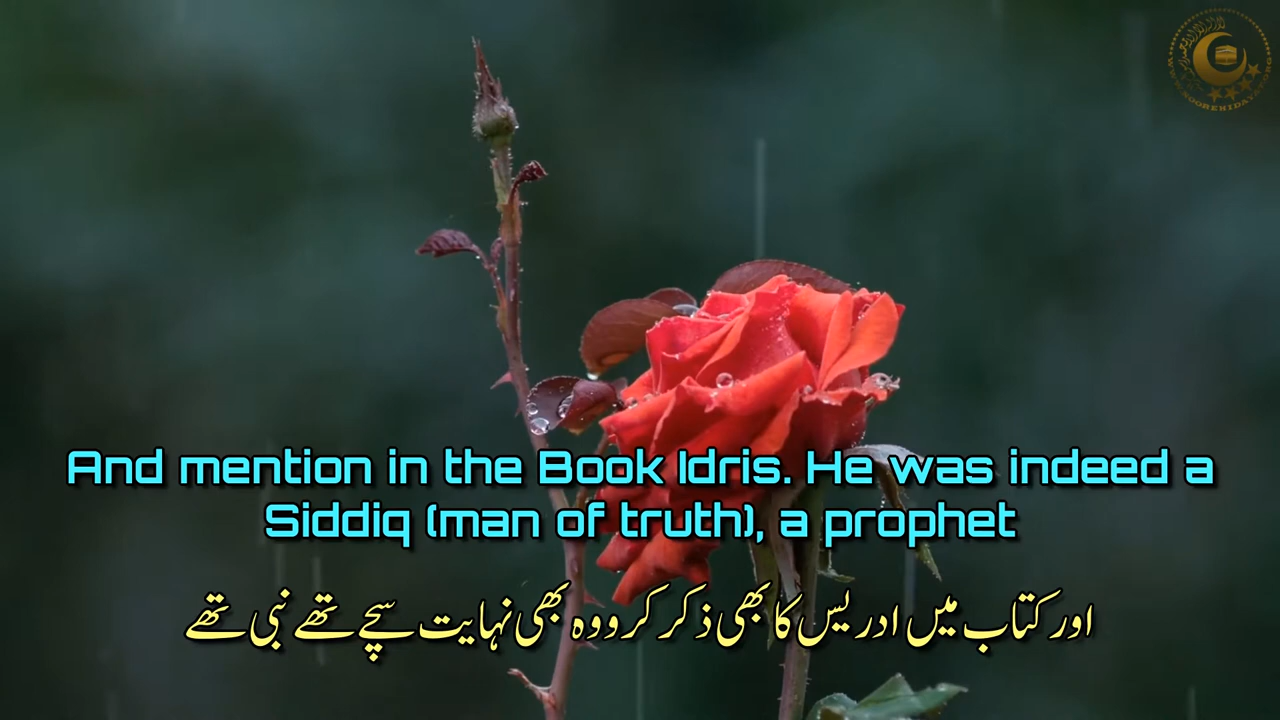 And mention in the Book Idris. He was indeed a
Siddiq (man of truth), a prophet
اور کتاب میں ادریس کا بھی ذکر کرو وہ بھی نہایت سچے تھے نبی تھے